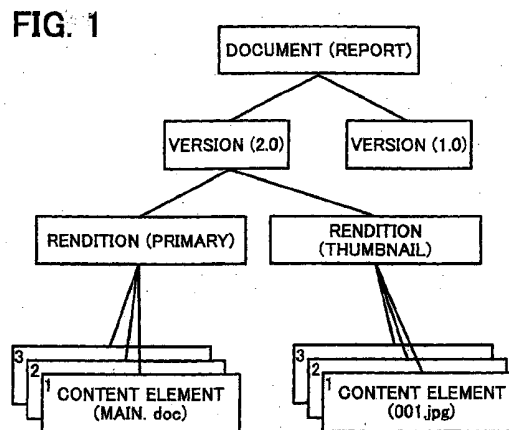 FIG. 1
DOCUMENT (REPORT)
VERSION (2.0)
VERSION (1.0)
RENDITION (PRIMARY)
RENDITION
(THUMBNAIL)
3
2
1
CONTENT ELEMENT
(MAIN. doc)
3
2
1
CONTENT ELEMENT
(001.jpg)